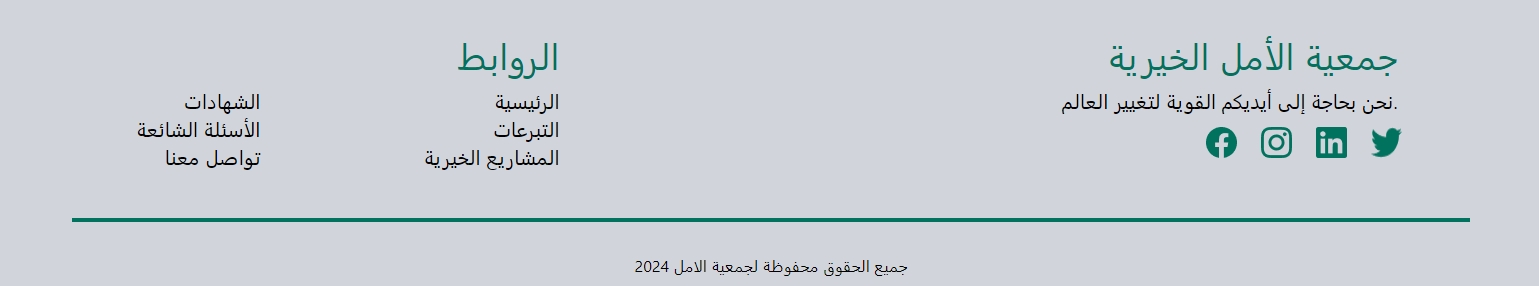 جمعية الأمل الخيرية
.نحن بحاجة إلى أيديكم القوية لتغيير العالم
الروابط
الرئيسية
التبرعات
المشاريع الخيرية
الشهادات
الأسئلة الشائعة
تواصل معنا
جميع الحقوق محفوظة لجمعية الامل 2024